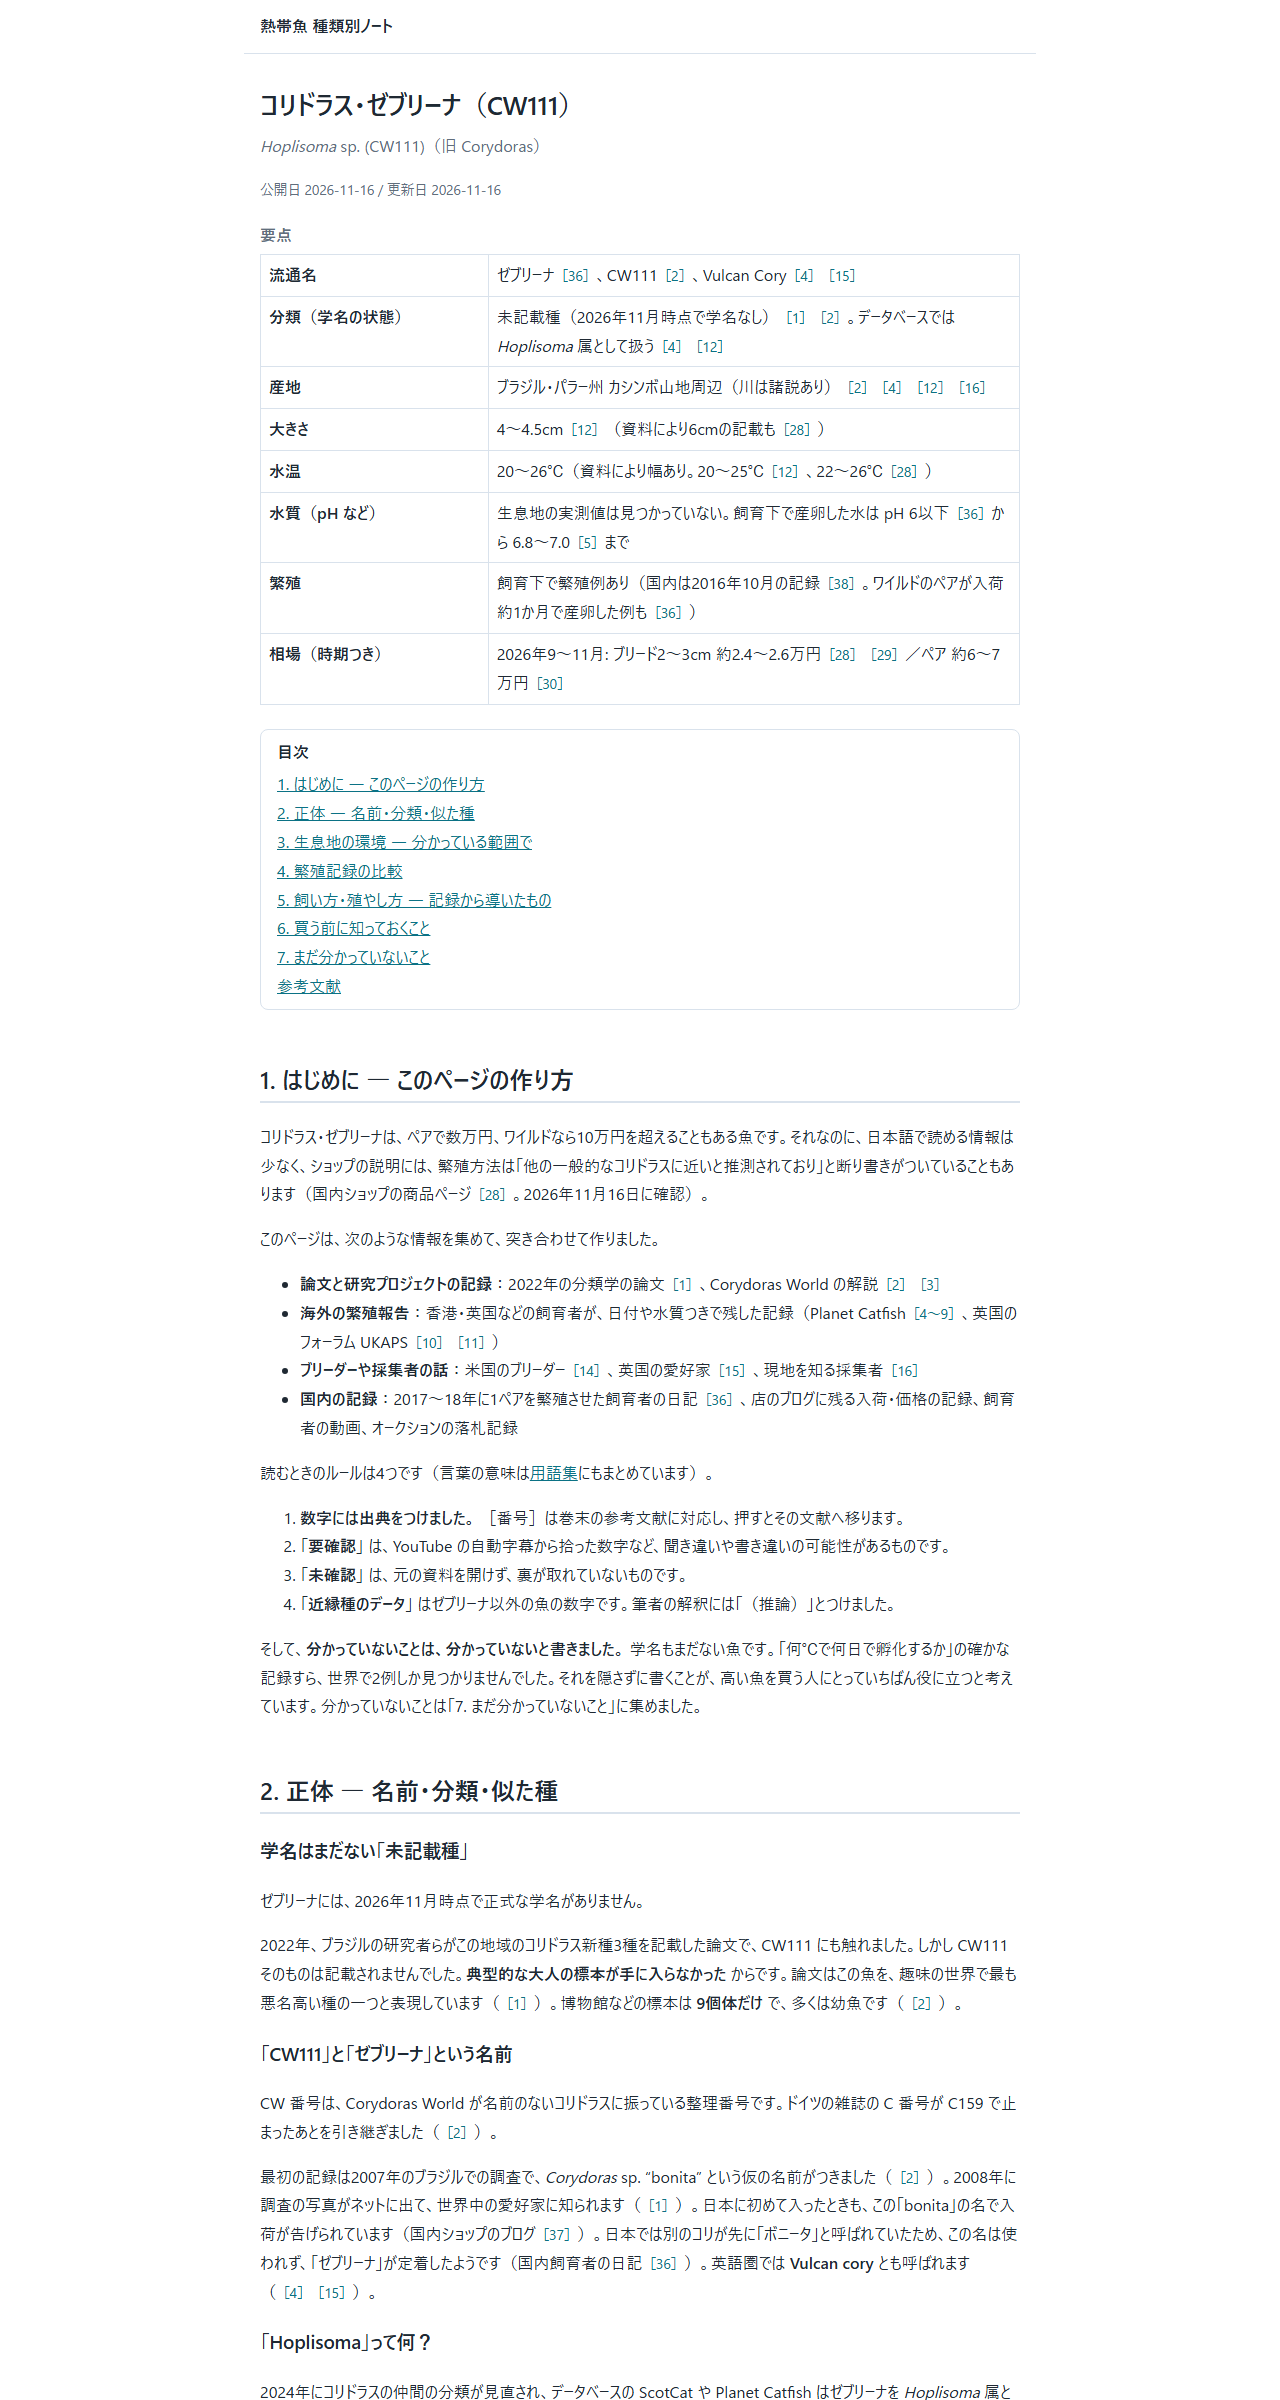 熱帯魚 種類別ノート
コリドラス・ゼブリーナ（CW111）
Hoplisoma sp. (CW111)（旧 Corydoras）
公開日 2026-11-16 / 更新日 2026-11-16
要点
流通名 ゼブリーナ［36］、CW111［2］、Vulcan Cory［4］［15］
分類（学名の状態） 未記載種（2026年11月時点で学名なし）［1］［2］。データベースでは
Hoplisoma 属として扱う［4］［12］
産地 ブラジル・パラー州 カシンボ山地周辺（川は諸説あり）［2］［4］［12］［16］
大きさ 4〜4.5cm［12］（資料により6cmの記載も［28］）
水温 20〜26℃（資料により幅あり。20〜25℃［12］、22〜26℃［28］）
水質（pH など） 生息地の実測値は見つかっていない。飼育下で産卵した水は pH 6以下［36］か
ら 6.8〜7.0［5］まで
繁殖 飼育下で繁殖例あり（国内は2016年10月の記録［38］。ワイルドのペアが入荷
約1か月で産卵した例も［36］）
相場（時期つき） 2026年9〜11月: ブリード2〜3cm 約2.4〜2.6万円［28］［29］／ペア 約6〜7
万円［30］
目次
1. はじめに — このページの作り方
2. 正体 — 名前・分類・似た種
3. 生息地の環境 — 分かっている範囲で
4. 繁殖記録の比較
5. 飼い方・殖やし方 — 記録から導いたもの
6. 買う前に知っておくこと
7. まだ分かっていないこと
参考文献
1. はじめに — このページの作り方
コリドラス・ゼブリーナは、ペアで数万円、ワイルドなら10万円を超えることもある魚です。それなのに、日本語で読める情報は
少なく、ショップの説明には、繁殖方法は「他の一般的なコリドラスに近いと推測されており」と断り書きがついていることもあ
ります（国内ショップの商品ページ［28］。2026年11月16日に確認）。
このページは、次のような情報を集めて、突き合わせて作りました。
• 論文と研究プロジェクトの記録：2022年の分類学の論文［1］、Corydoras World の解説［2］［3］
• 海外の繁殖報告：香港・英国などの飼育者が、日付や水質つきで残した記録（Planet Catfish［4〜9］、英国の
フォーラム UKAPS［10］［11］）
• ブリーダーや採集者の話：米国のブリーダー［14］、英国の愛好家［15］、現地を知る採集者［16］
• 国内の記録：2017〜18年に1ペアを繁殖させた飼育者の日記［36］、店のブログに残る入荷・価格の記録、飼育
者の動画、オークションの落札記録
読むときのルールは4つです（言葉の意味は用語集にもまとめています）。
1. 数字には出典をつけました。［番号］は巻末の参考文献に対応し、押すとその文献へ移ります。
2. 「要確認」は、YouTube の自動字幕から拾った数字など、聞き違いや書き違いの可能性があるものです。
3. 「未確認」は、元の資料を開けず、裏が取れていないものです。
4. 「近縁種のデータ」はゼブリーナ以外の魚の数字です。筆者の解釈には「（推論）」とつけました。
そして、分かっていないことは、分かっていないと書きました。学名もまだない魚です。「何℃で何日で孵化するか」の確かな
記録すら、世界で2例しか見つかりませんでした。それを隠さずに書くことが、高い魚を買う人にとっていちばん役に立つと考え
ています。分かっていないことは「7. まだ分かっていないこと」に集めました。
2. 正体 — 名前・分類・似た種
学名はまだない「未記載種」
ゼブリーナには、2026年11月時点で正式な学名がありません。
2022年、ブラジルの研究者らがこの地域のコリドラス新種3種を記載した論文で、CW111 にも触れました。しかし CW111
そのものは記載されませんでした。典型的な大人の標本が手に入らなかった からです。論文はこの魚を、趣味の世界で最も
悪名高い種の一つと表現しています（［1］）。博物館などの標本は 9個体だけ で、多くは幼魚です（［2］）。
「CW111」と「ゼブリーナ」という名前
CW 番号は、Corydoras World が名前のないコリドラスに振っている整理番号です。ドイツの雑誌の C 番号が C159 で止
まったあとを引き継ぎました（［2］）。
最初の記録は2007年のブラジルでの調査で、Corydoras sp. “bonita” という仮の名前がつきました（［2］）。2008年に
調査の写真がネットに出て、世界中の愛好家に知られます（［1］）。日本に初めて入ったときも、この「bonita」の名で入
荷が告げられています（国内ショップのブログ［37］）。日本では別のコリが先に「ボニータ」と呼ばれていたため、この名は使
われず、「ゼブリーナ」が定着したようです（国内飼育者の日記［36］）。英語圏では Vulcan cory とも呼ばれます
（［4］［15］）。
「Hoplisoma」って何？
2024年にコリドラスの仲間の分類が見直され、データベースの ScotCat や Planet Catfish はゼブリーナを Hoplisoma 属と